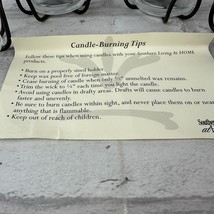 Candle-Burning Tips
Follow these tips when using candles with your Southern Living At HOME
products.
• Burn on a properly sized holder.
• Keep wax pool free of foreign matter.
• Cease burning of candle when only ½" unmelted wax remains.
• Trim the wick to ¼" each time you light the candle.
• Avoid using candles in drafty areas. Drafts will cause candles to burn
faster and unevenly.
• Be sure to burn candles within sight, and never place them on or near
anything that is flammable.
• Keep out of reach of children.
Southern
at